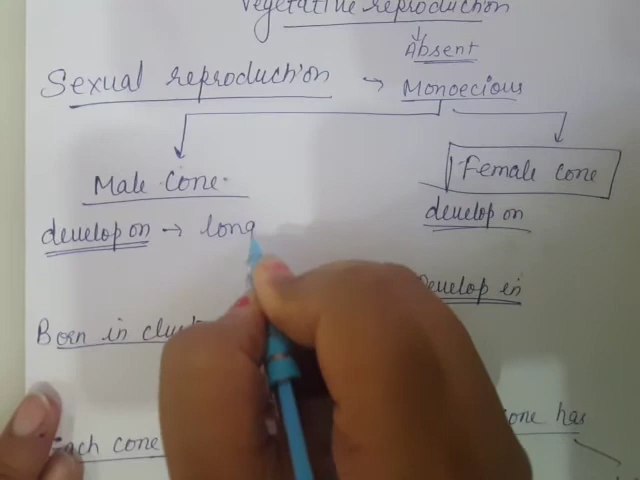 Vegetative reproduction
Absent
Sexual reproduction → Monoecious
Male Cone.
Female Cone
develop on → long
develop on
Develop in
Born in clust
Each cone
cone has